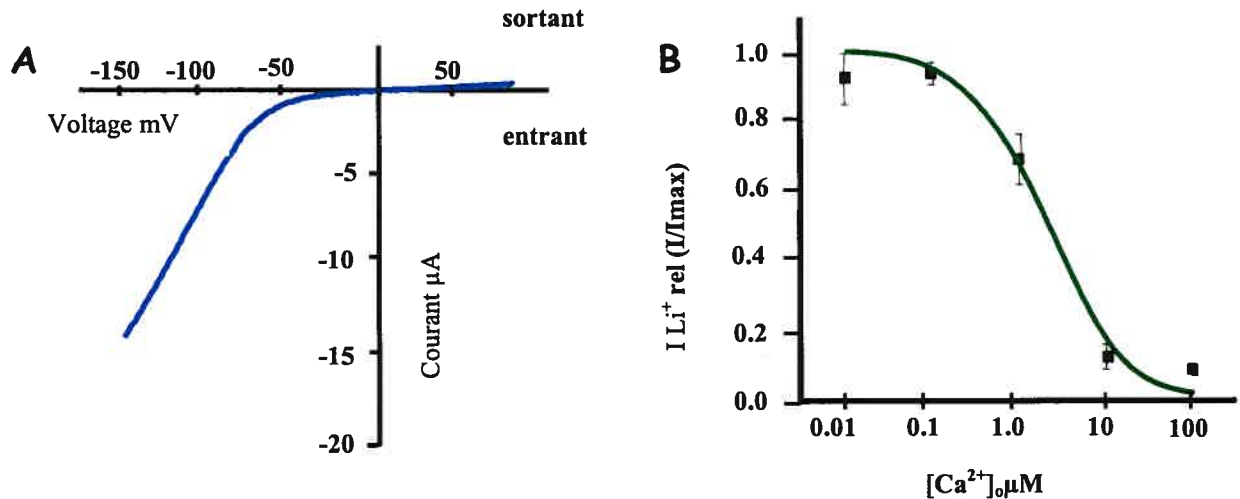 A
sortant
-150 -100 -50 50
Voltage mV
entrant
-5
-10
-15
-20
Courant µA
B
1.0
0.8
0.6
0.4
0.2
0.0
I Li⁺ rel (I/Imax)
0.01 0.1 1.0 10 100
[Ca²⁺]ₒµM